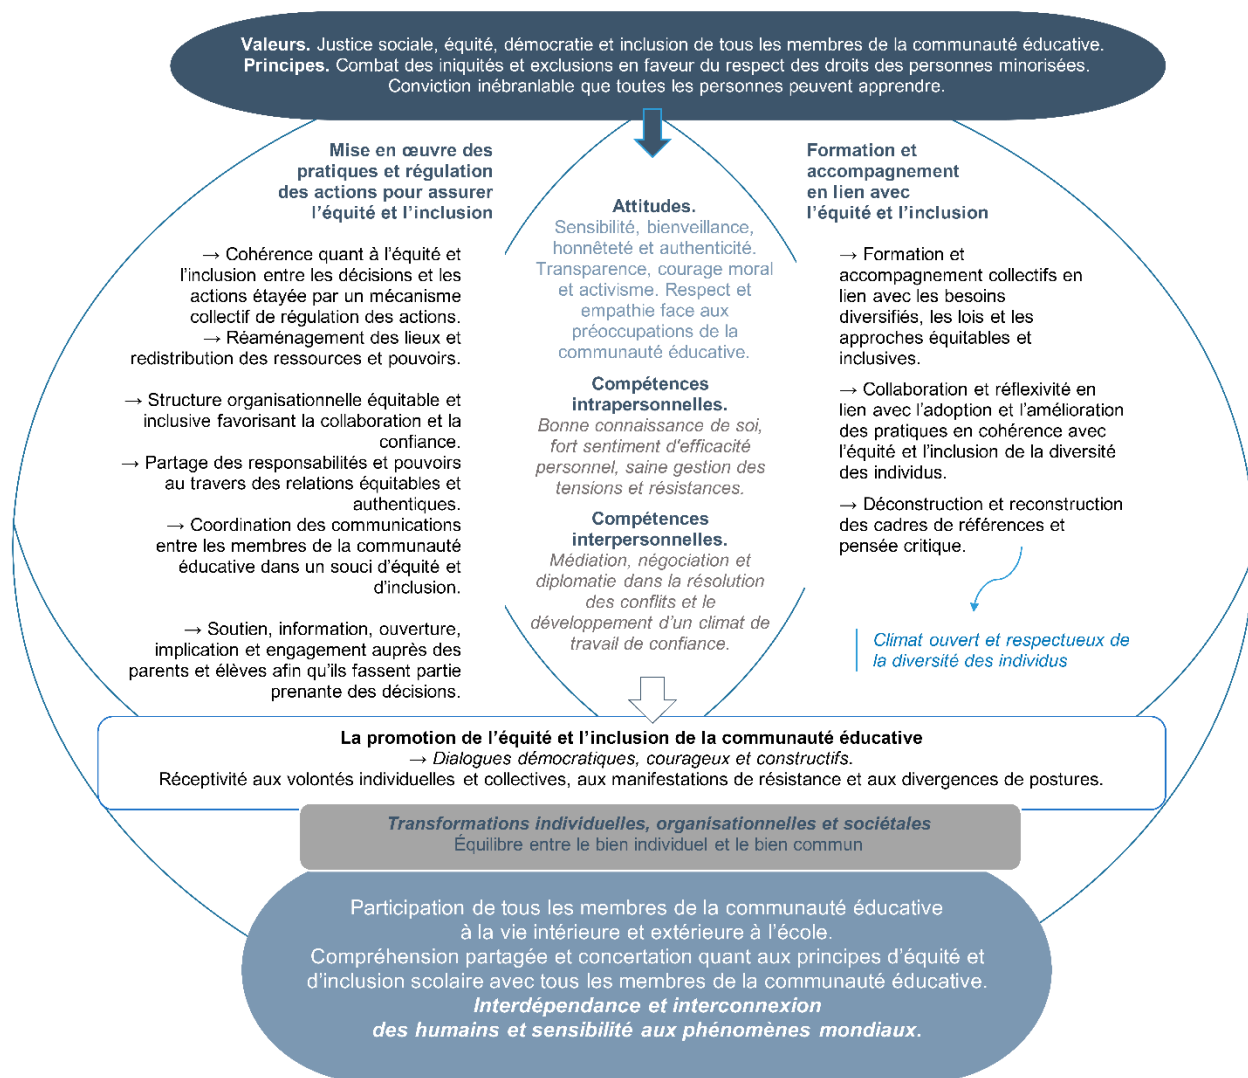 Valeurs. Justice sociale, équité, démocratie et inclusion de tous les membres de la communauté éducative.
Principes. Combat des iniquités et exclusions en faveur du respect des droits des personnes minorisées.
Conviction inébranlable que toutes les personnes peuvent apprendre.
Mise en œuvre des
pratiques et régulation
des actions pour assurer
l’équité et l’inclusion
→ Cohérence quant à l’équité et
l’inclusion entre les décisions et les
actions étayée par un mécanisme
collectif de régulation des actions.
→ Réaménagement des lieux et
redistribution des ressources et pouvoirs.
→ Structure organisationnelle équitable et
inclusive favorisant la collaboration et la
confiance.
→ Partage des responsabilités et pouvoirs
au travers des relations équitables et
authentiques.
→ Coordination des communications
entre les membres de la communauté
éducative dans un souci d’équité et
d’inclusion.
→ Soutien, information, ouverture,
implication et engagement auprès des
parents et élèves afin qu’ils fassent partie
prenante des décisions.
Attitudes.
Sensibilité, bienveillance,
honnêteté et authenticité.
Transparence, courage moral
et activisme. Respect et
empathie face aux
préoccupations de la
communauté éducative.
Compétences
intrapersonnelles.
Bonne connaissance de soi,
fort sentiment d'efficacité
personnel, saine gestion des
tensions et résistances.
Compétences
interpersonnelles.
Médiation, négociation et
diplomatie dans la résolution
des conflits et le
développement d’un climat de
travail de confiance.
Formation et
accompagnement
en lien avec
l’équité et l’inclusion
→ Formation et
accompagnement collectifs en
lien avec les besoins
diversifiés, les lois et les
approches équitables et
inclusives.
→ Collaboration et réflexivité en
lien avec l’adoption et l’amélioration
des pratiques en cohérence avec
l’équité et l’inclusion de la diversité
des individus.
→ Déconstruction et reconstruction
des cadres de références et
pensée critique.
Climat ouvert et respectueux de
la diversité des individus
La promotion de l’équité et l’inclusion de la communauté éducative
→ Dialogues démocratiques, courageux et constructifs.
Réceptivité aux volontés individuelles et collectives, aux manifestations de résistance et aux divergences de postures.
Transformations individuelles, organisationnelles et sociétales
Équilibre entre le bien individuel et le bien commun
Participation de tous les membres de la communauté éducative
à la vie intérieure et extérieure à l’école.
Compréhension partagée et concertation quant aux principes d’équité et
d’inclusion scolaire avec tous les membres de la communauté éducative.
Interdépendance et interconnexion
des humains et sensibilité aux phénomènes mondiaux.